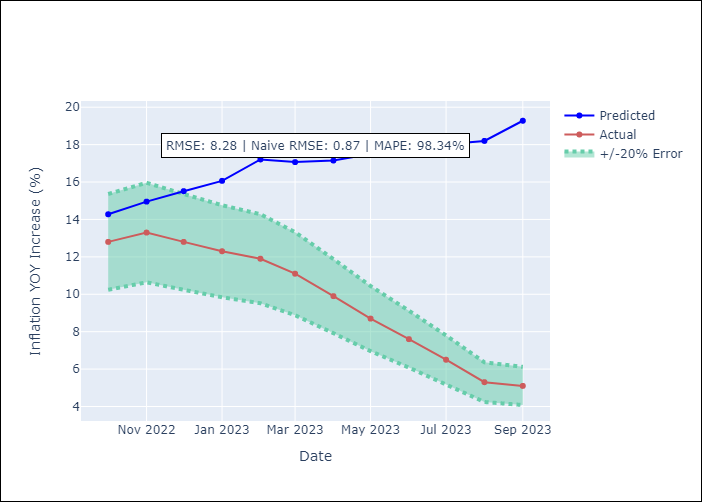 RMSE: 8.28 | Naive RMSE: 0.87 | MAPE: 98.34%
Predicted
Actual
+/-20% Error
Inflation YOY Increase (%)
20
18
16
14
12
10
8
6
4
Nov 2022
Jan 2023
Mar 2023
May 2023
Jul 2023
Sep 2023
Date